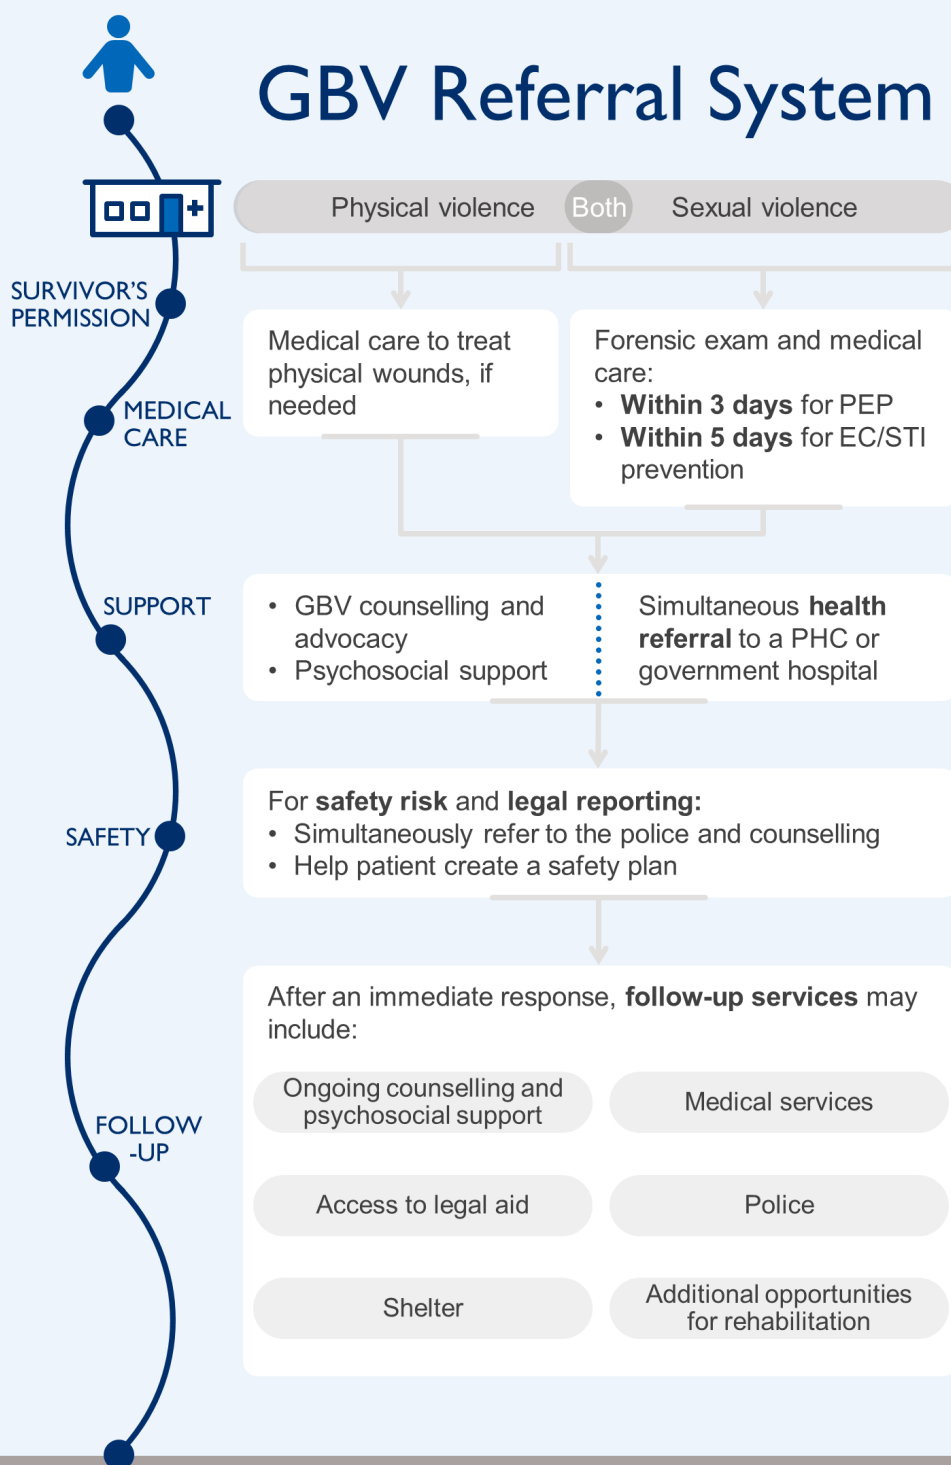 GBV Referral System
Physical violence
Both
Sexual violence
SURVIVOR'S
PERMISSION
Medical care to treat
physical wounds, if
needed
Forensic exam and medical
care:
• Within 3 days for PEP
• Within 5 days for EC/STI
prevention
MEDICAL
CARE
SUPPORT
• GBV counselling and
advocacy
• Psychosocial support
Simultaneous health
referral to a PHC or
government hospital
SAFETY
For safety risk and legal reporting:
• Simultaneously refer to the police and counselling
• Help patient create a safety plan
FOLLOW
-UP
After an immediate response, follow-up services may
include:
Ongoing counselling and
psychosocial support
Medical services
Access to legal aid
Police
Shelter
Additional opportunities
for rehabilitation